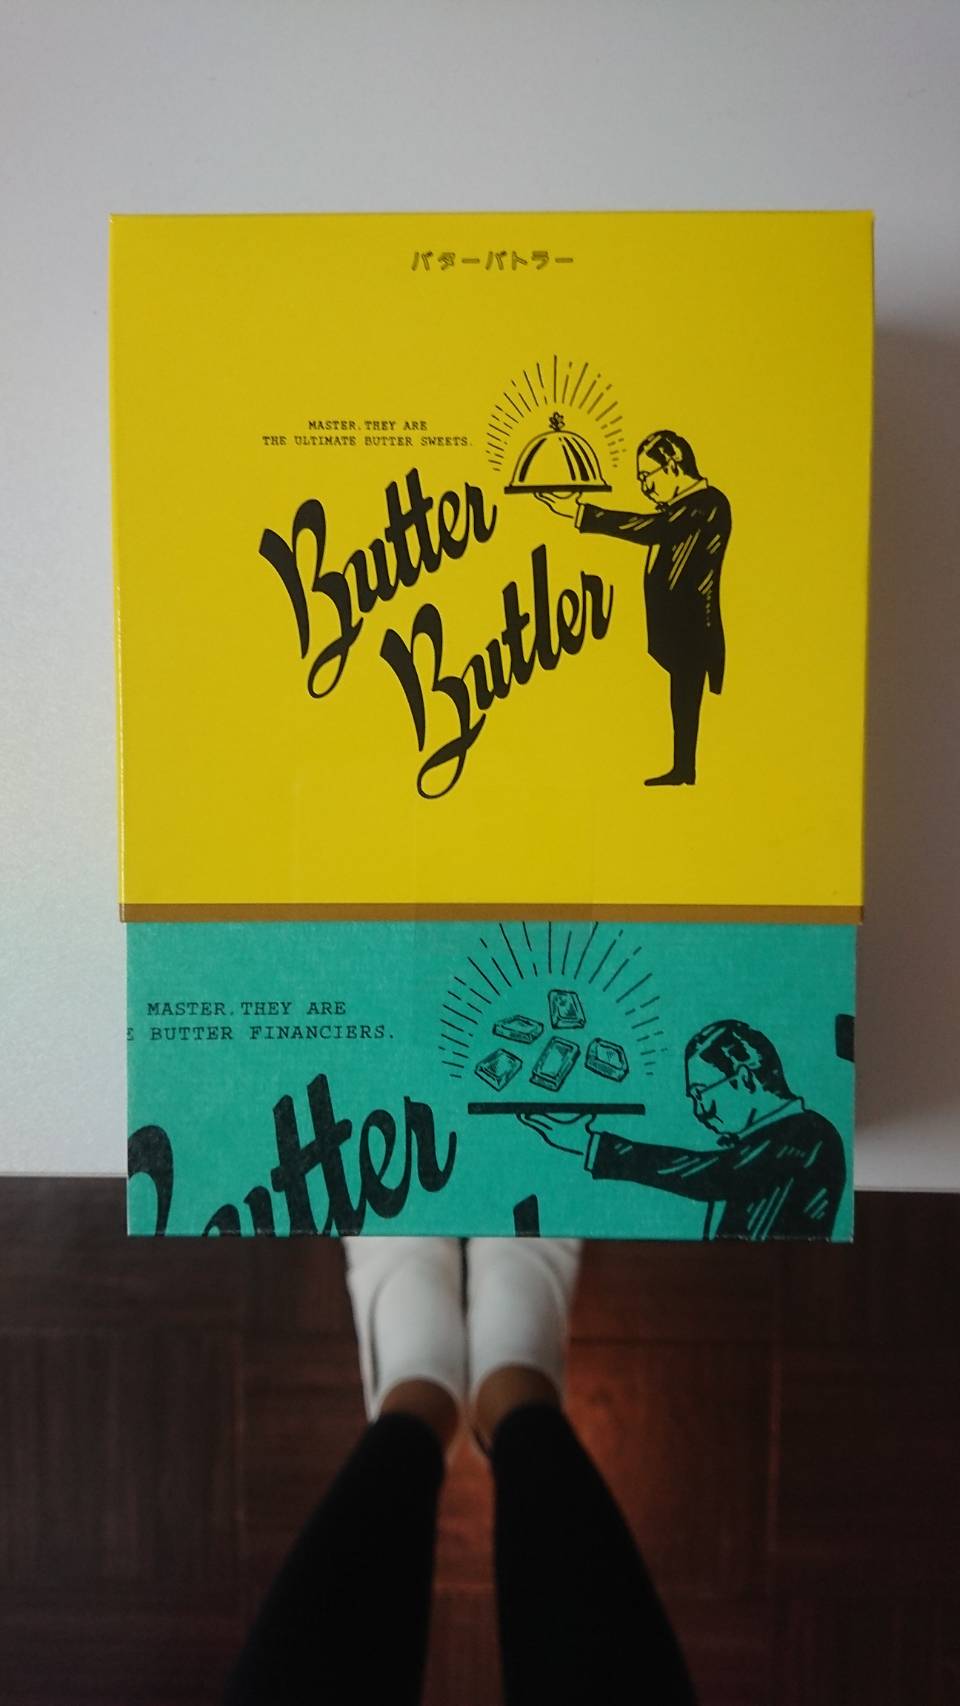 バターバトラー
MASTER. THEY ARE
THE ULTIMATE BUTTER SWEETS.
Butter
Butler
MASTER. THEY ARE
E BUTTER FINANCIERS.
Butter